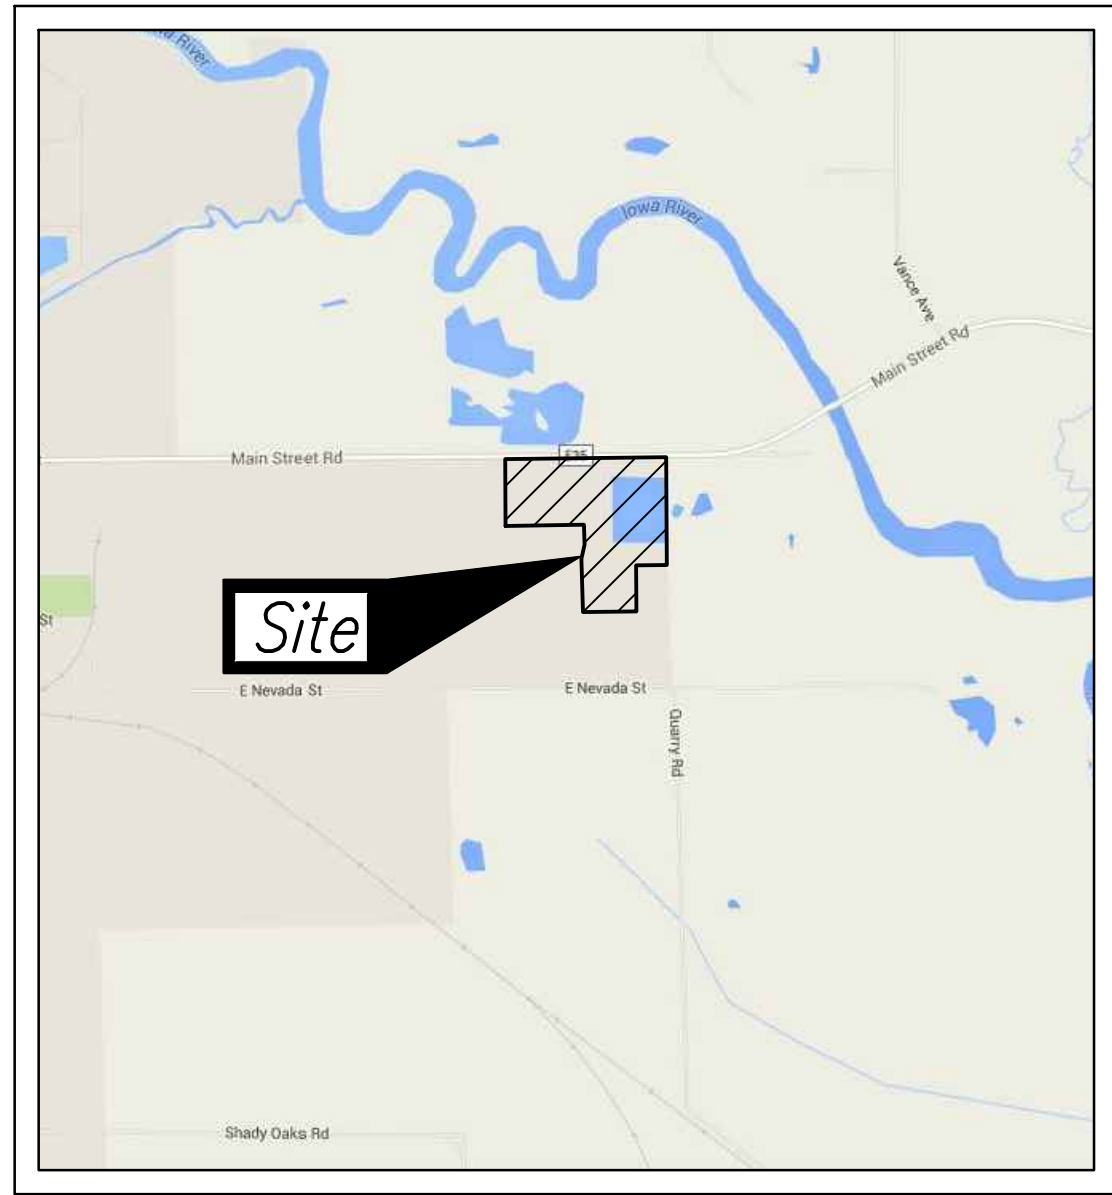 River
Iowa River
Vance Ave
Main Street Rd
Main Street Rd
E35
Site
St
E Nevada St
E Nevada St
Quarry Rd
Shady Oaks Rd